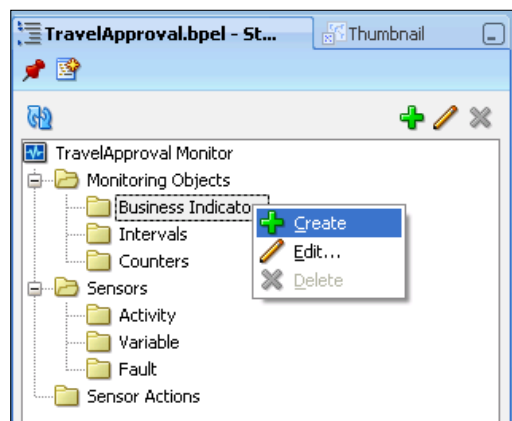 TravelApproval.bpel - St...
Thumbnail
TravelApproval Monitor
Monitoring Objects
Business Indicato
Create
Intervals
Edit...
Counters
Delete
Sensors
Activity
Variable
Fault
Sensor Actions